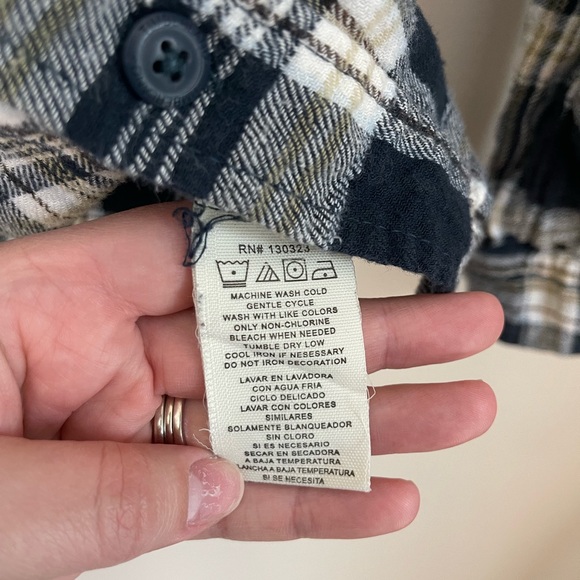 RN# 130323
MACHINE WASH COLD
GENTLE CYCLE
WASH WITH LIKE COLORS
ONLY NON-CHLORINE
BLEACH WHEN NEEDED
TUMBLE DRY LOW
COOL IRON IF NESESSARY
DO NOT IRON DECORATION
LAVAR EN LAVADORA
CON AGUA FRIA
CICLO DELICADO
LAVAR CON COLORES
SIMILARES
SOLAMENTE BLANQUEADOR
SIN CLORO
SI ES NECESARIO
SECAR EN SECADORA
A BAJA TEMPERATURA
PLANCHA A BAJA TEMPERATURA
SI SE NECESITA